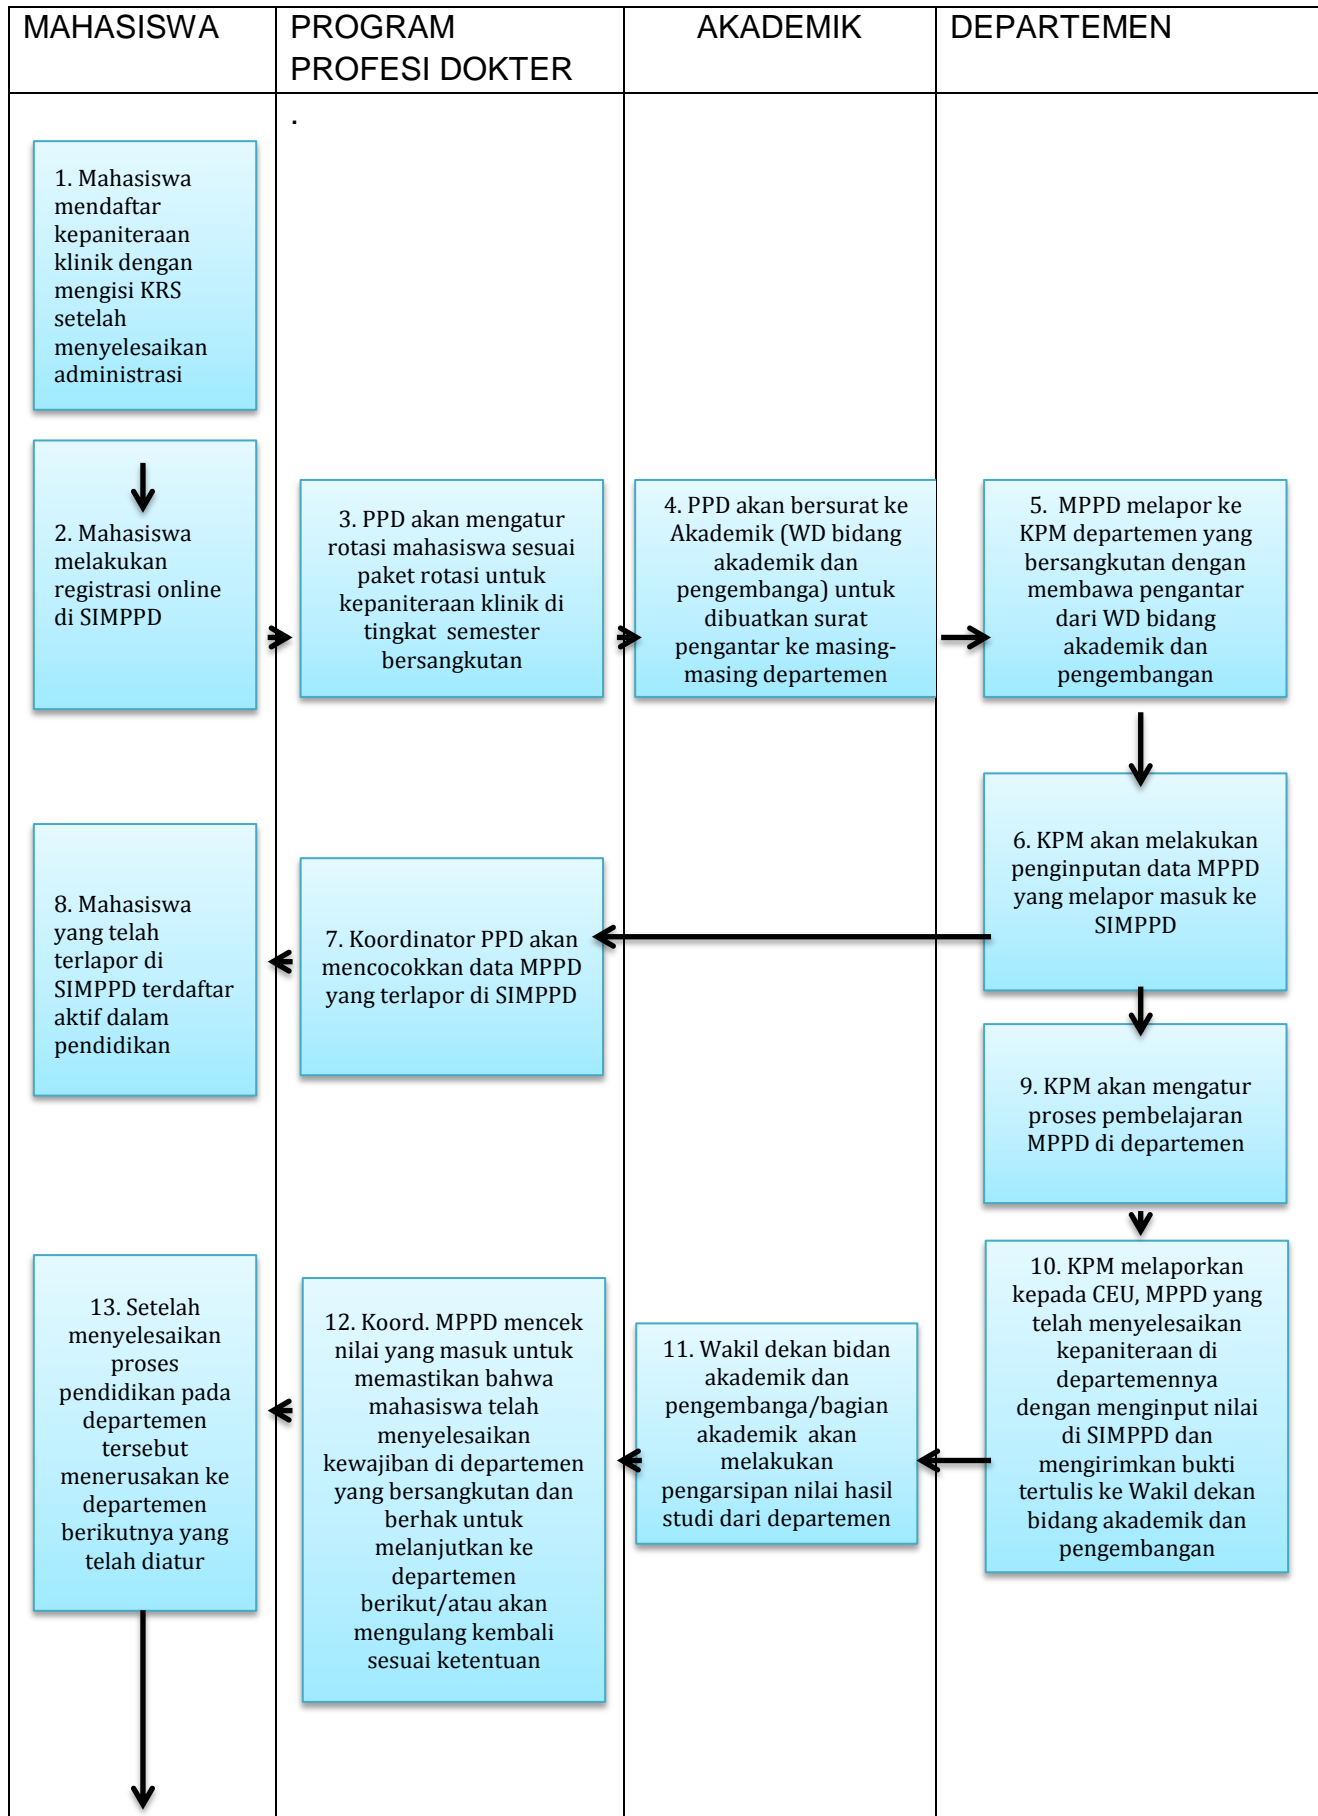 MAHASISWA
PROGRAM
PROFESI DOKTER
AKADEMIK
DEPARTEMEN
.
1. Mahasiswa
mendaftar
kepaniteraan
klinik dengan
mengisi KRS
setelah
menyelesaikan
administrasi
2. Mahasiswa
melakukan
registrasi online
di SIMPPD
3. PPD akan mengatur
rotasi mahasiswa sesuai
paket rotasi untuk
kepaniteraan klinik di
tingkat semester
bersangkutan
4. PPD akan bersurat ke
Akademik (WD bidang
akademik dan
pengembanga) untuk
dibuatkan surat
pengantar ke masing-
masing departemen
5. MPPD melapor ke
KPM departemen yang
bersangkutan dengan
membawa pengantar
dari WD bidang
akademik dan
pengembangan
6. KPM akan melakukan
penginputan data MPPD
yang melapor masuk ke
SIMPPD
7. Koordinator PPD akan
mencocokkan data MPPD
yang terlapor di SIMPPD
8. Mahasiswa
yang telah
terlapor di
SIMPPD terdaftar
aktif dalam
pendidikan
9. KPM akan mengatur
proses pembelajaran
MPPD di departemen
10. KPM melaporkan
kepada CEU, MPPD yang
telah menyelesaikan
kepaniteraan di
departemennya
dengan menginput nilai
di SIMPPD dan
mengirimkan bukti
tertulis ke Wakil dekan
bidang akademik dan
pengembangan
11. Wakil dekan bidan
akademik dan
pengembanga/bagian
akademik akan
melakukan
pengarsipan nilai hasil
studi dari departemen
12. Koord. MPPD mencek
nilai yang masuk untuk
memastikan bahwa
mahasiswa telah
menyelesaikan
kewajiban di departemen
yang bersangkutan dan
berhak untuk
melanjutkan ke
departemen
berikut/atau akan
mengulang kembali
sesuai ketentuan
13. Setelah
menyelesaikan
proses
pendidikan pada
departemen
tersebut
menerusakan ke
departemen
berikutnya yang
telah diatur